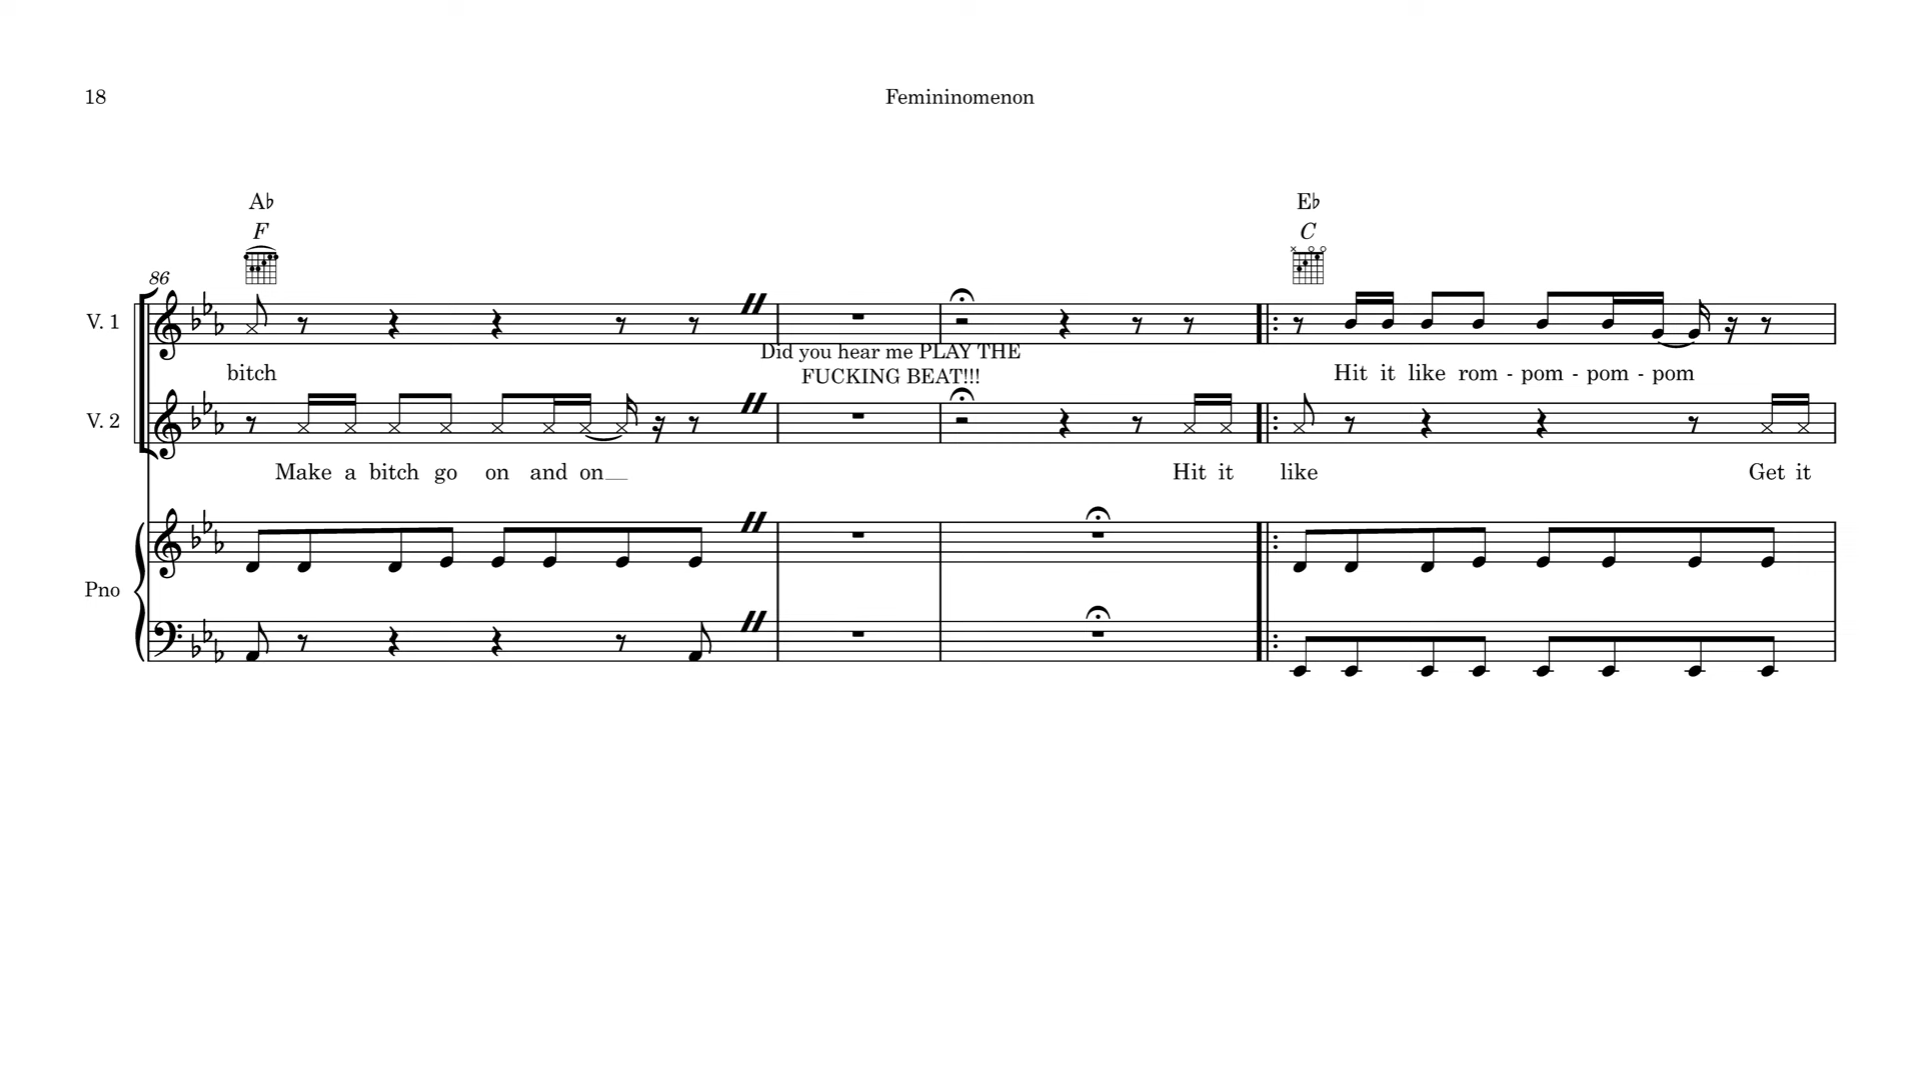 18
Femininomenon
A♭
F
E♭
C
86
V. 1
Did you hear me PLAY THE
FUCKING BEAT!!!
bitch
Hit it like rom - pom - pom - pom
V. 2
Make a bitch go on and on__
Hit it like
Get it
Pno